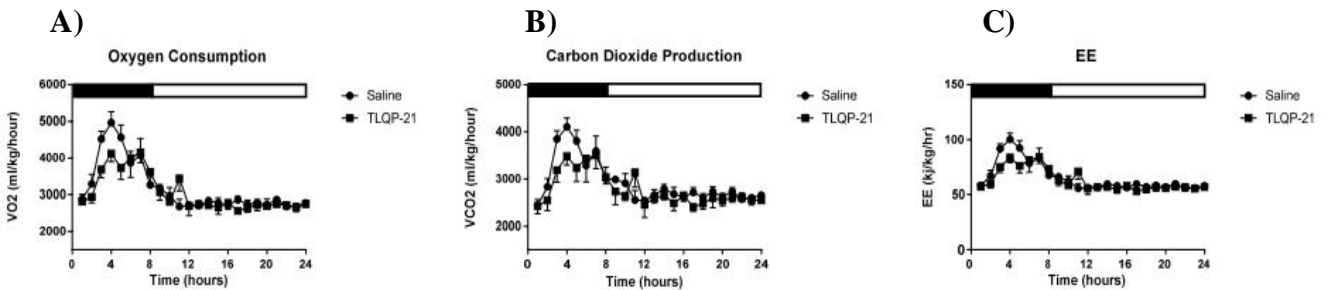 A)
Oxygen Consumption
6000
5000
4000
3000
2000
VO2 (ml/kg/hour)
0 4 8 12 16 20 24
Time (hours)
Saline
TLQP-21
B)
Carbon Dioxide Production
5000
4000
3000
2000
VCO2 (ml/kg/hour)
0 4 8 12 16 20 24
Time (hours)
Saline
TLQP-21
C)
EE
150
100
50
0
EE (kj/kg/hr)
0 4 8 12 16 20 24
Time (hours)
Saline
TLQP-21